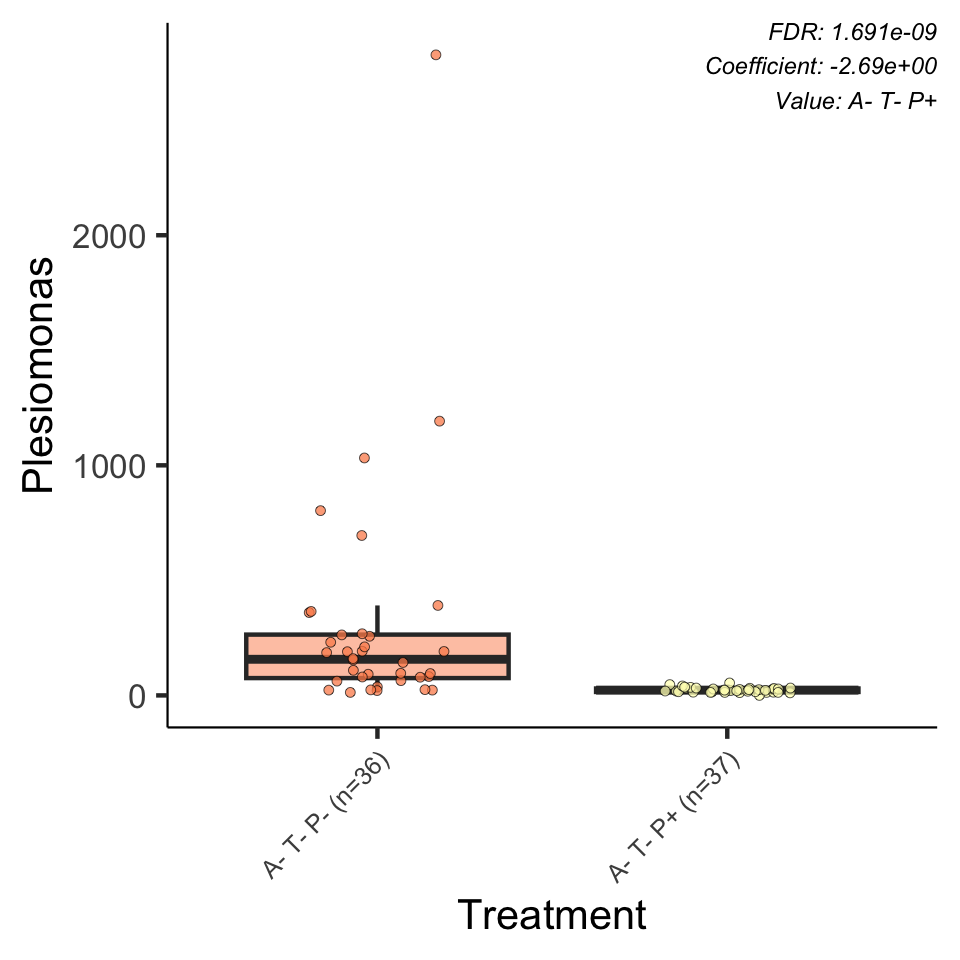 FDR: 1.691e-09
Coefficient: -2.69e+00
Value: A- T- P+
Plesiomonas
2000
1000
0
A- T- P- (n=36)
A- T- P+ (n=37)
Treatment